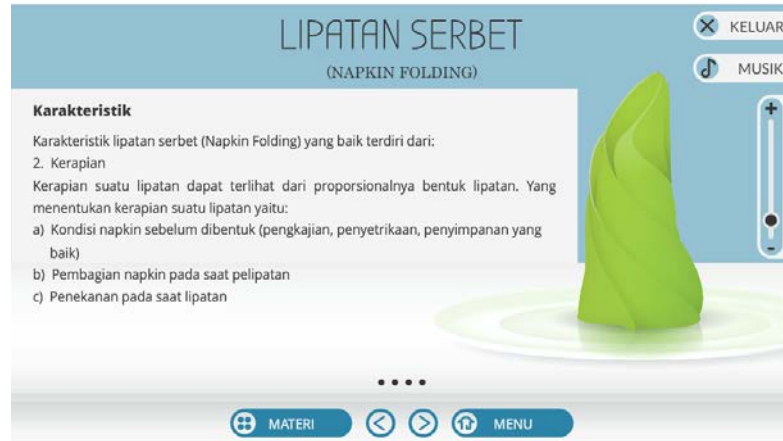 LIPATAN SERBET
(NAPKIN FOLDING)
KELUAR
MUSIK
Karakteristik
Karakteristik lipatan serbet (Napkin Folding) yang baik terdiri dari:
2. Kerapian
Kerapian suatu lipatan dapat terlihat dari proporsionalnya bentuk lipatan. Yang
menentukan kerapian suatu lipatan yaitu:
a) Kondisi napkin sebelum dibentuk (pengkajian, penyetrikaan, penyimpanan yang
baik)
b) Pembagian napkin pada saat pelipatan
c) Penekanan pada saat lipatan
+
-
MATERI
MENU